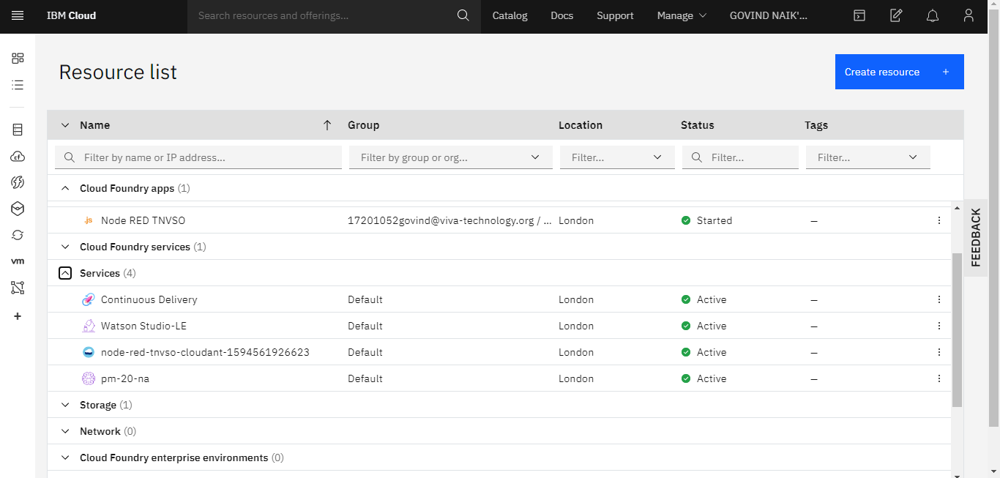 IBM Cloud
Search resources and offerings...
Catalog
Docs
Support
Manage
GOVIND NAIK'...
Resource list
Create resource +
Name
Group
Location
Status
Tags
Filter by name or IP address...
Filter by group or org...
Filter...
Filter...
Filter...
Cloud Foundry apps (1)
.js Node RED TNVSO 17201052govind@viva-technology.org / ... London Started –
Cloud Foundry services (1)
Services (4)
Continuous Delivery Default London Active –
Watson Studio-LE Default London Active –
node-red-tnvso-cloudant-1594561926623 Default London Active –
pm-20-na Default London Active –
Storage (1)
Network (0)
Cloud Foundry enterprise environments (0)
cf
vm
FEEDBACK